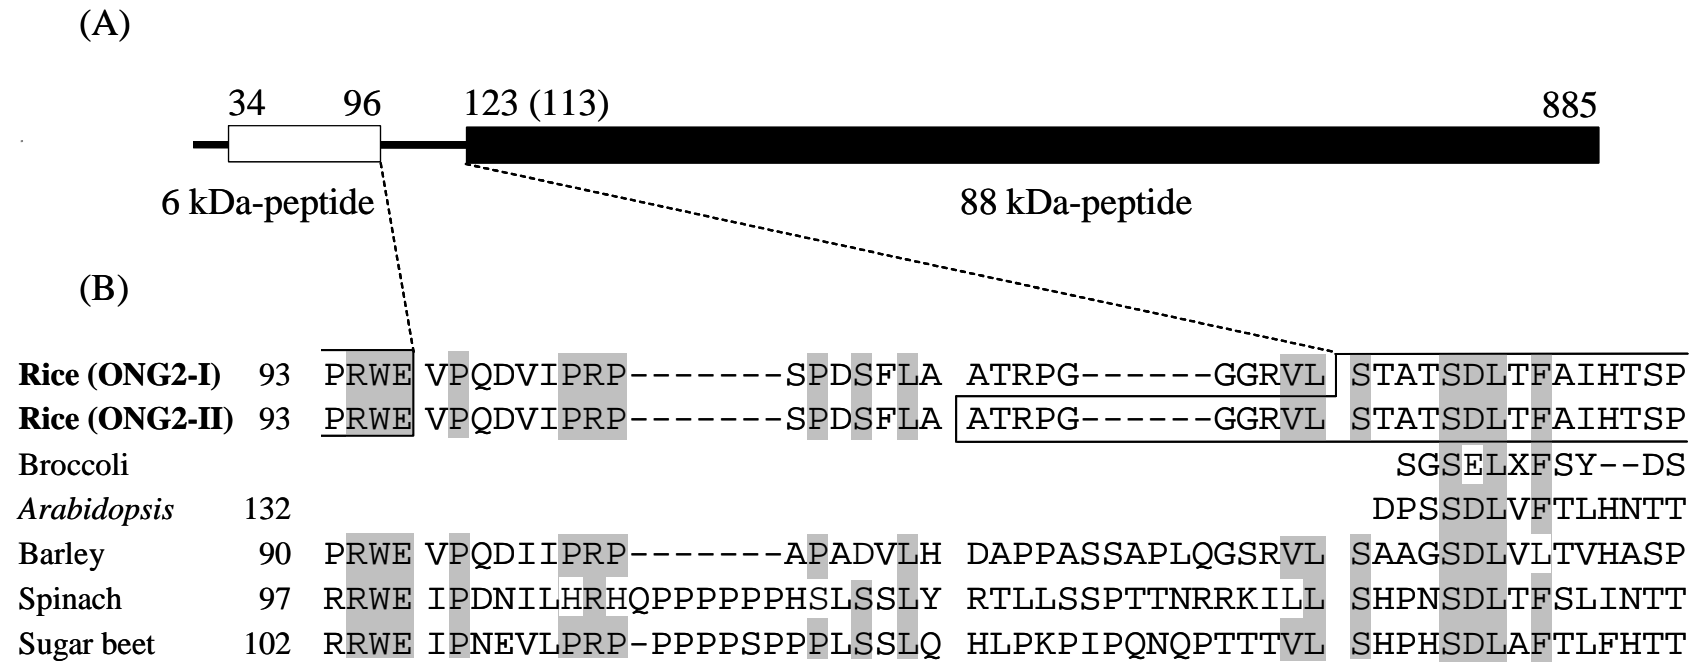 (A)
34 96 123 (113) 885
6 kDa-peptide 88 kDa-peptide
(B)
Rice (ONG2-I) 93 PRWE VPQDVIPRP-------SPDSFLA ATRPG------GGRVL STATSDLTFAIHTSP
Rice (ONG2-II) 93 PRWE VPQDVIPRP-------SPDSFLA ATRPG------GGRVL STATSDLTFAIHTSP
Broccoli SGSELXFSY--DS
Arabidopsis 132 DPSSDLVFTLHNTT
Barley 90 PRWE VPQDIIPRP-------APADVLH DAPPASSAPLQGSRVL SAAGSDLVLTVHASP
Spinach 97 RRWE IPDNILHRHQPPPPPPHSLSSLY RTLLSSPTTNRRKILL SHPNSDLTFSLINTT
Sugar beet 102 RRWE IPNEVLPRP-PPPPSPPPLSSLQ HLPKPIPQNQPTTTVL SHPHSDLAFTLFHTT